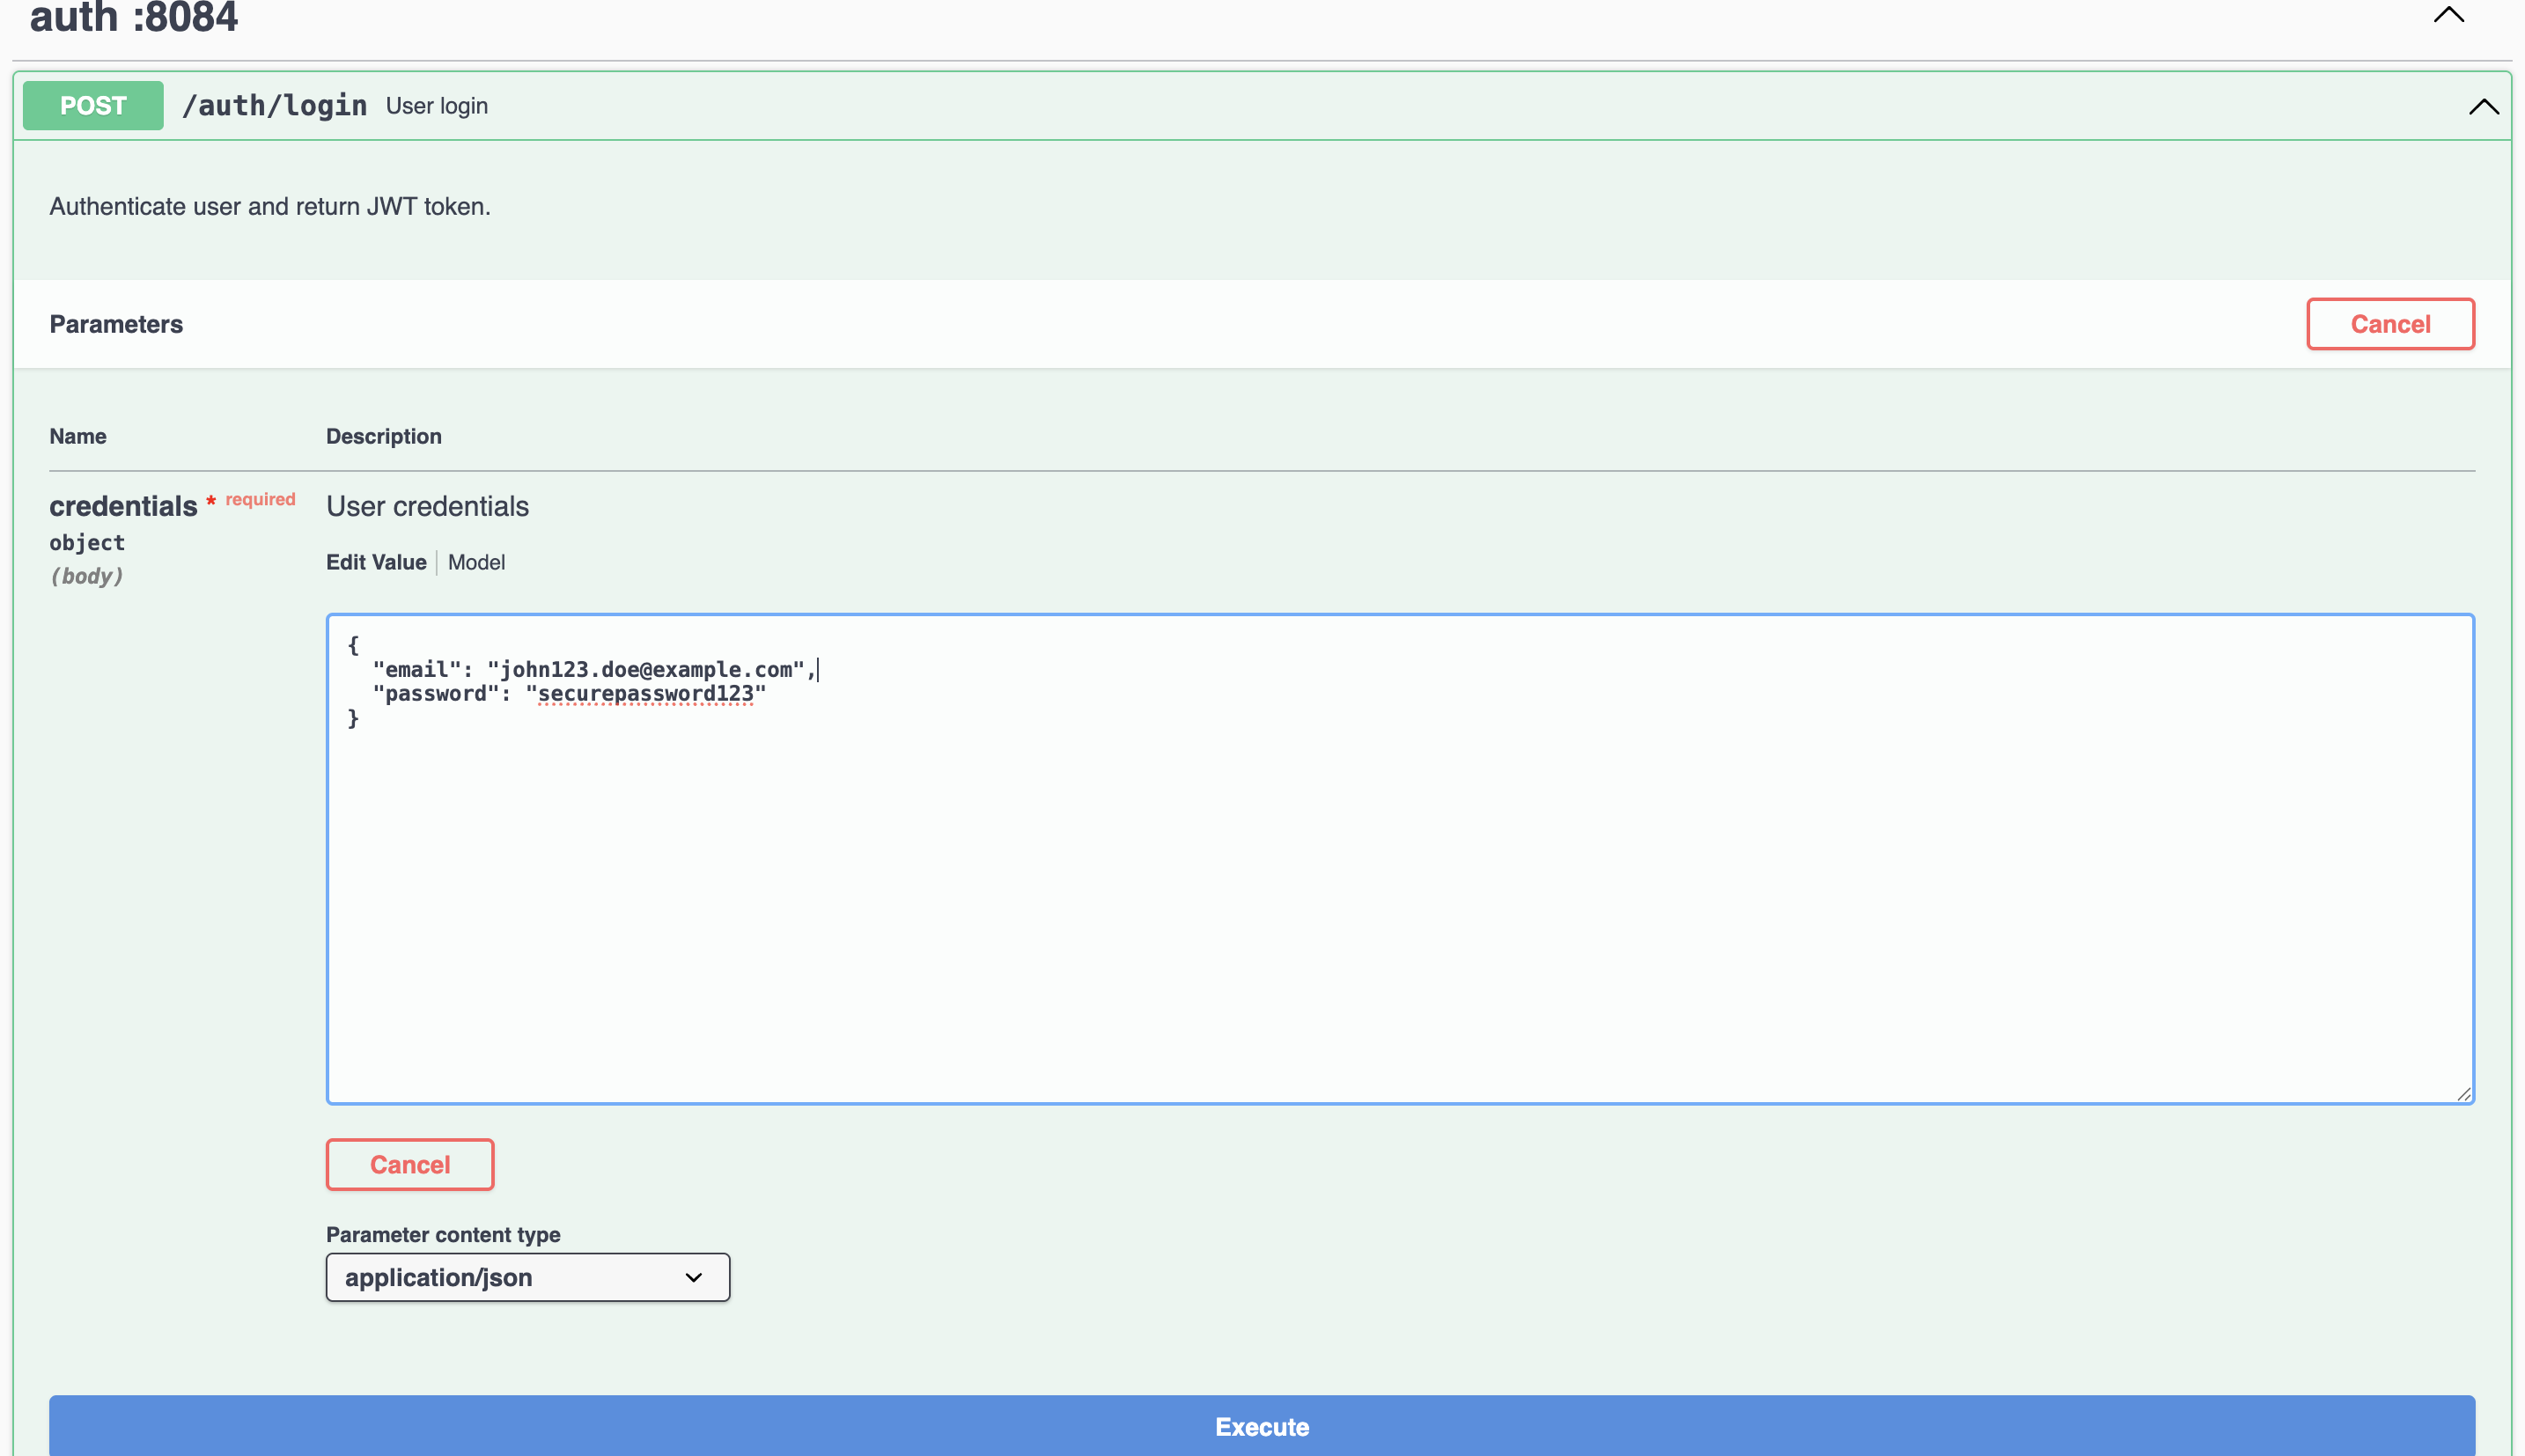 auth :8084
POST /auth/login User login
Authenticate user and return JWT token.
Parameters Cancel
Name Description
credentials * required User credentials
object
(body)
Edit Value Model
{
  "email": "john123.doe@example.com",
  "password": "securepassword123"
}
Cancel
Parameter content type
application/json
Execute